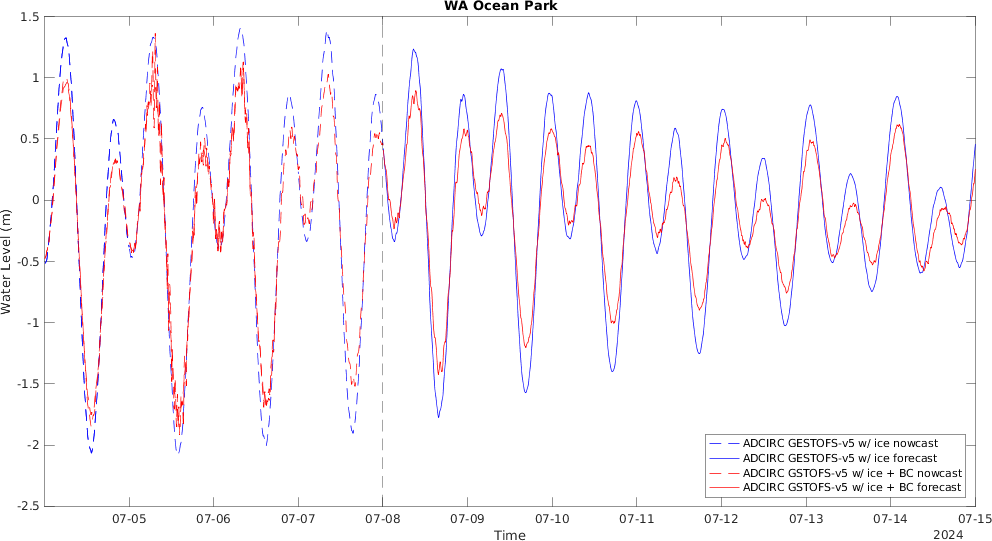 WA Ocean Park
1.5
1
0.5
0
-0.5
-1
-1.5
-2
-2.5
Water Level (m)
ADCIRC GESTOFS-v5 w/ ice nowcast
ADCIRC GESTOFS-v5 w/ ice forecast
ADCIRC GSTOFS-v5 w/ ice + BC nowcast
ADCIRC GSTOFS-v5 w/ ice + BC forecast
07-05 07-06 07-07 07-08 07-09 07-10 07-11 07-12 07-13 07-14 07-15
Time
2024